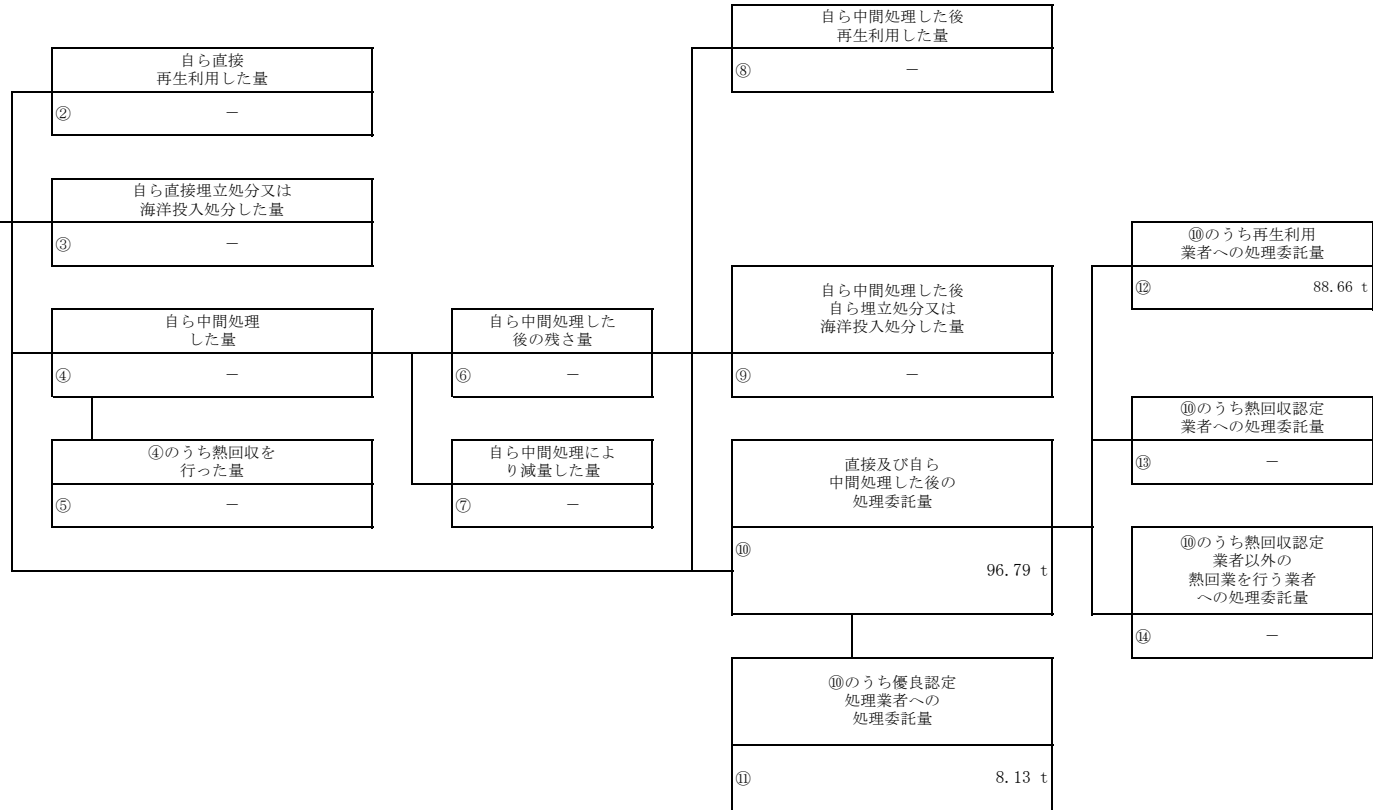 自ら直接
再生利用した量
②　－
自ら直接埋立処分又は
海洋投入処分した量
③　－
自ら中間処理
した量
④　－
④のうち熱回収を
行った量
⑤　－
自ら中間処理した
後の残さ量
⑥　－
自ら中間処理によ
り減量した量
⑦　－
自ら中間処理した後
再生利用した量
⑧　－
自ら中間処理した後
自ら埋立処分又は
海洋投入処分した量
⑨　－
直接及び自ら
中間処理した後の
処理委託量
⑩
96.79 t
⑩のうち優良認定
処理業者への
処理委託量
⑪　8.13 t
⑩のうち再生利用
業者への処理委託量
⑫　88.66 t
⑩のうち熱回収認定
業者への処理委託量
⑬　－
⑩のうち熱回収認定
業者以外の
熱回業を行う業者
への処理委託量
⑭　－